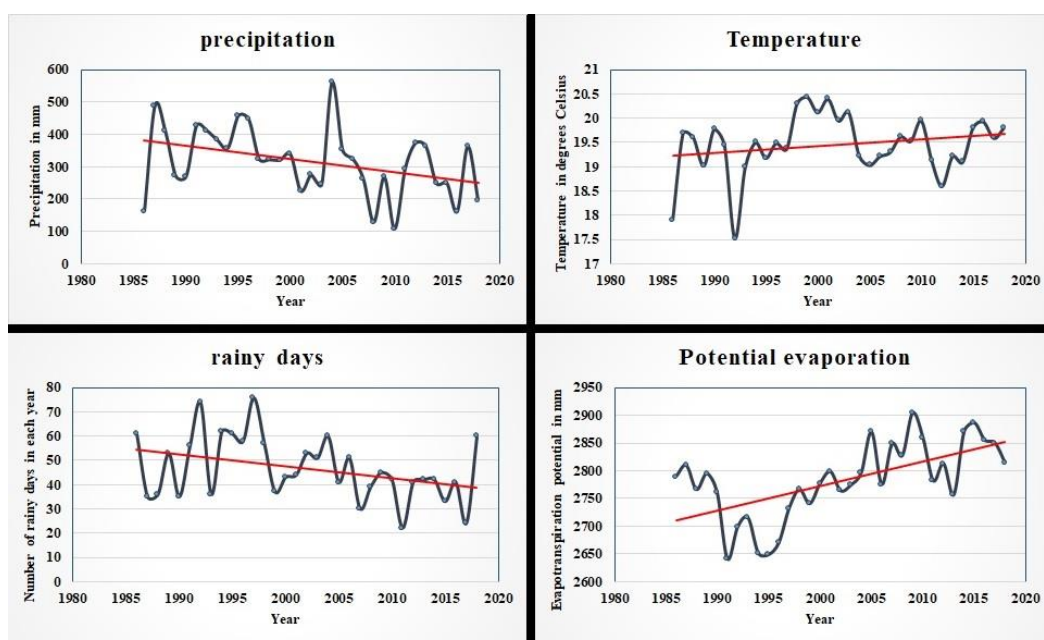 precipitation
Precipitation in mm
600
500
400
300
200
100
0
1980 1985 1990 1995 2000 2005 2010 2015 2020
Year
Temperature
Temperature in degrees Celsius
21
20.5
20
19.5
19
18.5
18
17.5
17
1980 1985 1990 1995 2000 2005 2010 2015 2020
Year
rainy days
Number of rainy days in each year
80
70
60
50
40
30
20
10
0
1980 1985 1990 1995 2000 2005 2010 2015 2020
Year
Potential evaporation
Evapotranspiration potential in mm
2950
2900
2850
2800
2750
2700
2650
2600
1980 1985 1990 1995 2000 2005 2010 2015 2020
Year